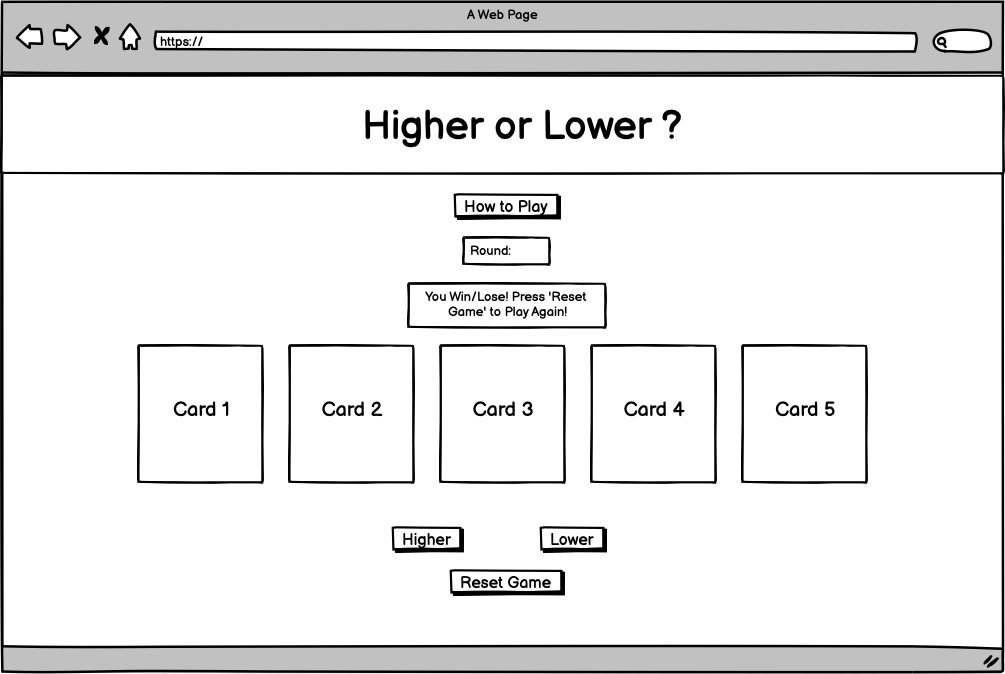 A Web Page
https://
Higher or Lower ?
How to Play
Round:
You Win/Lose! Press 'Reset
Game' to Play Again!
Card 1
Card 2
Card 3
Card 4
Card 5
Higher
Lower
Reset Game